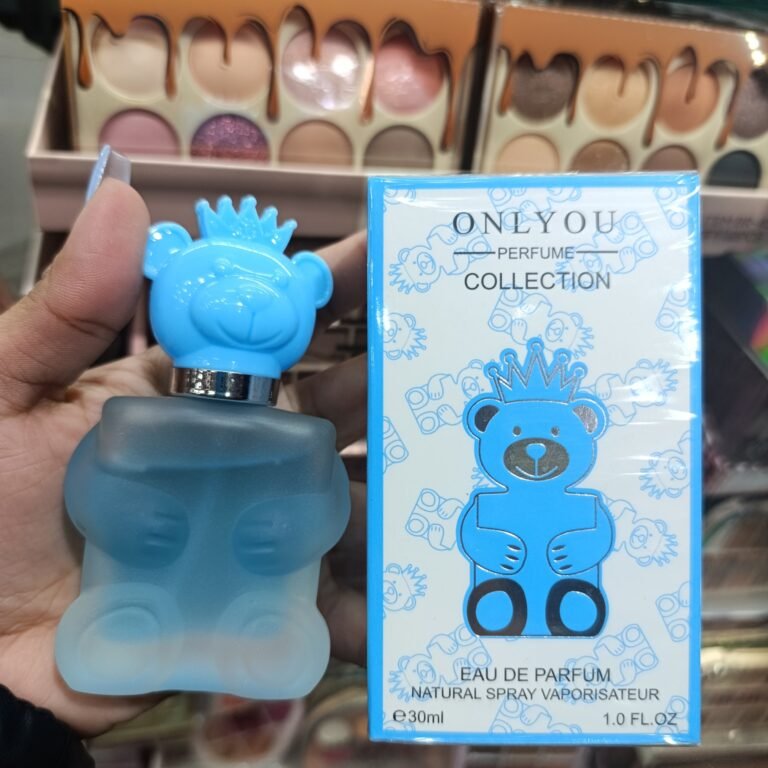 ONLYOU
PERFUME
COLLECTION
EAU DE PARFUM
NATURAL SPRAY VAPORISATEUR
℮30ml 1.0 FL.OZ